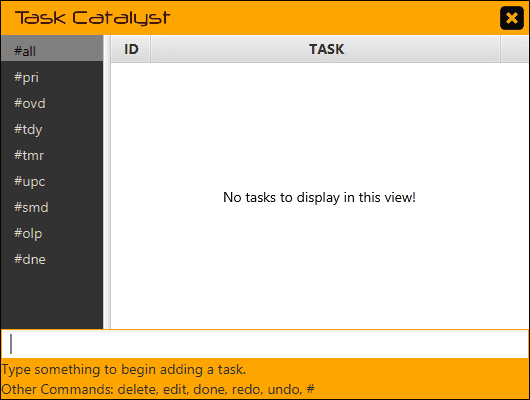 Task Catalyst
ID TASK
#all
#pri
#ovd
#tdy
#tmr
#upc
#smd
#olp
#dne
No tasks to display in this view!
Type something to begin adding a task.
Other Commands: delete, edit, done, redo, undo, #